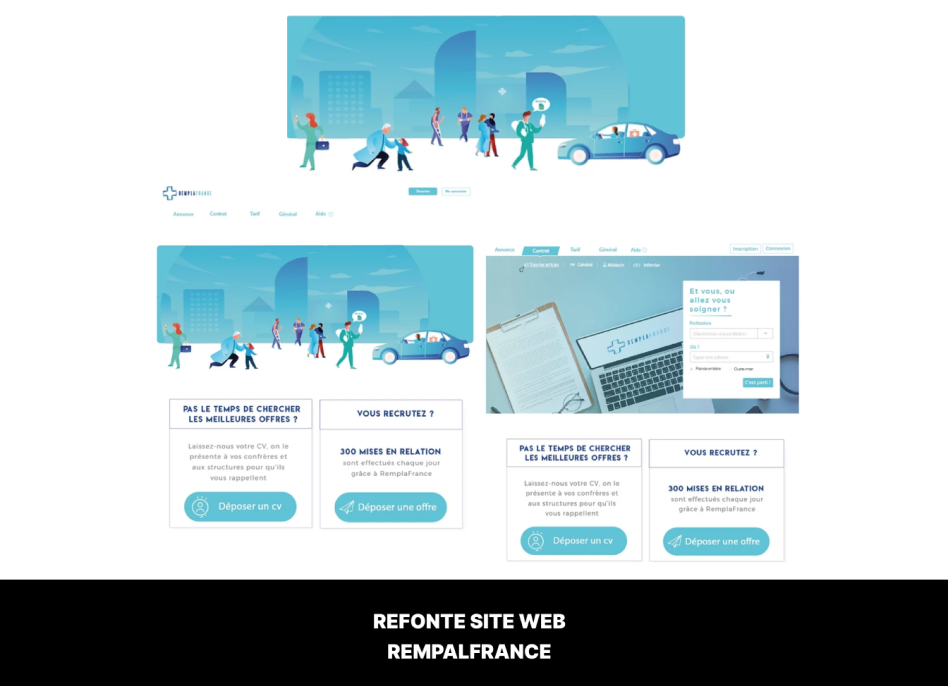 REMPLAFRANCE
Annonce Contrat Tarif Général Aide
PAS LE TEMPS DE CHERCHER
LES MEILLEURES OFFRES ?
Laissez-nous votre CV, on le
présente à vos confrères et
aux structures pour qu'ils
vous rappellent
Déposer un cv
VOUS RECRUTEZ ?
300 MISES EN RELATION
sont effectués chaque jour
grâce à RemplaFrance
Déposer une offre
Annonce Contrat Tarif Général Aide Inscription Connexion
REMPLAFRANCE
Et vous, ou
allez vous
soigner ?
Où ?
C'est parti !
PAS LE TEMPS DE CHERCHER
LES MEILLEURES OFFRES ?
Laissez-nous votre CV, on le
présente à vos confrères et
aux structures pour qu'ils
vous rappellent
Déposer un cv
VOUS RECRUTEZ ?
300 MISES EN RELATION
sont effectués chaque jour
grâce à RemplaFrance
Déposer une offre
REFONTE SITE WEB
REMPALFRANCE